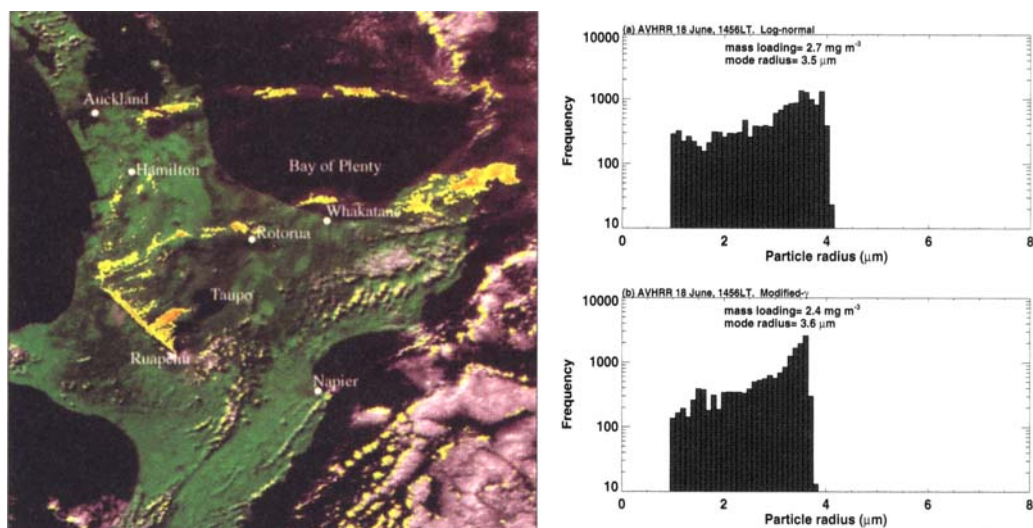 Auckland
Hamilton
Bay of Plenty
Whakatane
Rotorua
Taupo
Ruapehu
Napier
(a) AVHRR 18 June, 1456LT. Log-normal
mass loading= 2.7 mg m⁻³
mode radius= 3.5 μm
10000
1000
100
10
Frequency
0 2 4 6 8
Particle radius (μm)
(b) AVHRR 18 June, 1456LT. Modified-γ
mass loading= 2.4 mg m⁻³
mode radius= 3.6 μm
10000
1000
100
10
Frequency
0 2 4 6 8
Particle radius (μm)